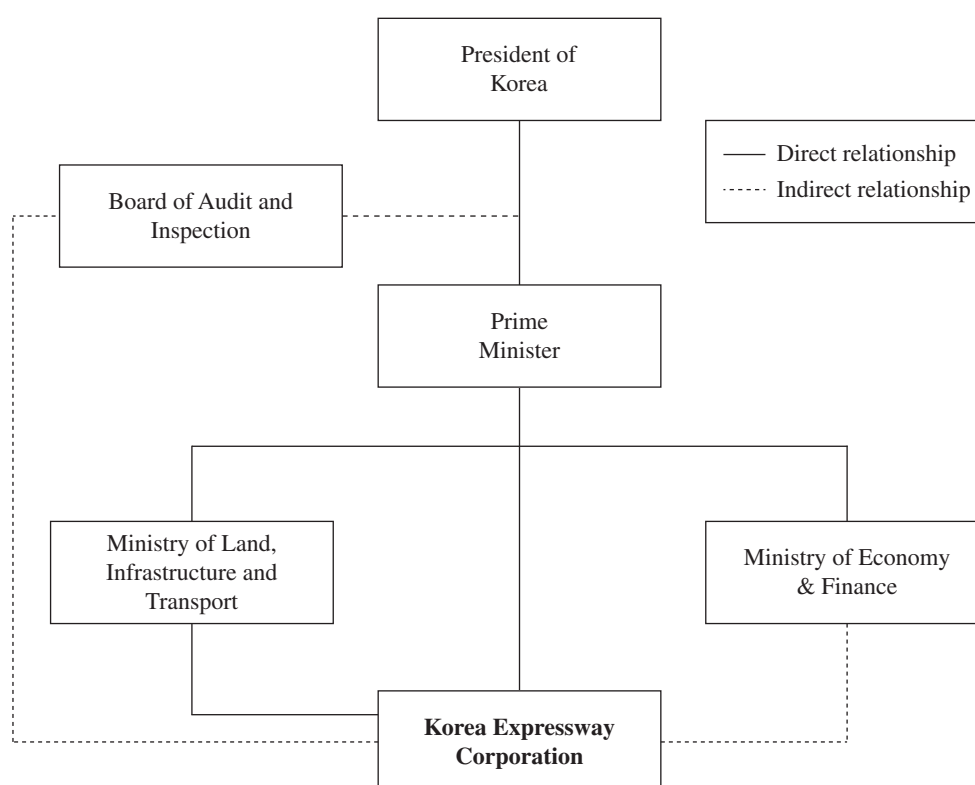 President of
Korea
Direct relationship
Indirect relationship
Board of Audit and
Inspection
Prime
Minister
Ministry of Land,
Infrastructure and
Transport
Ministry of Economy
& Finance
Korea Expressway
Corporation